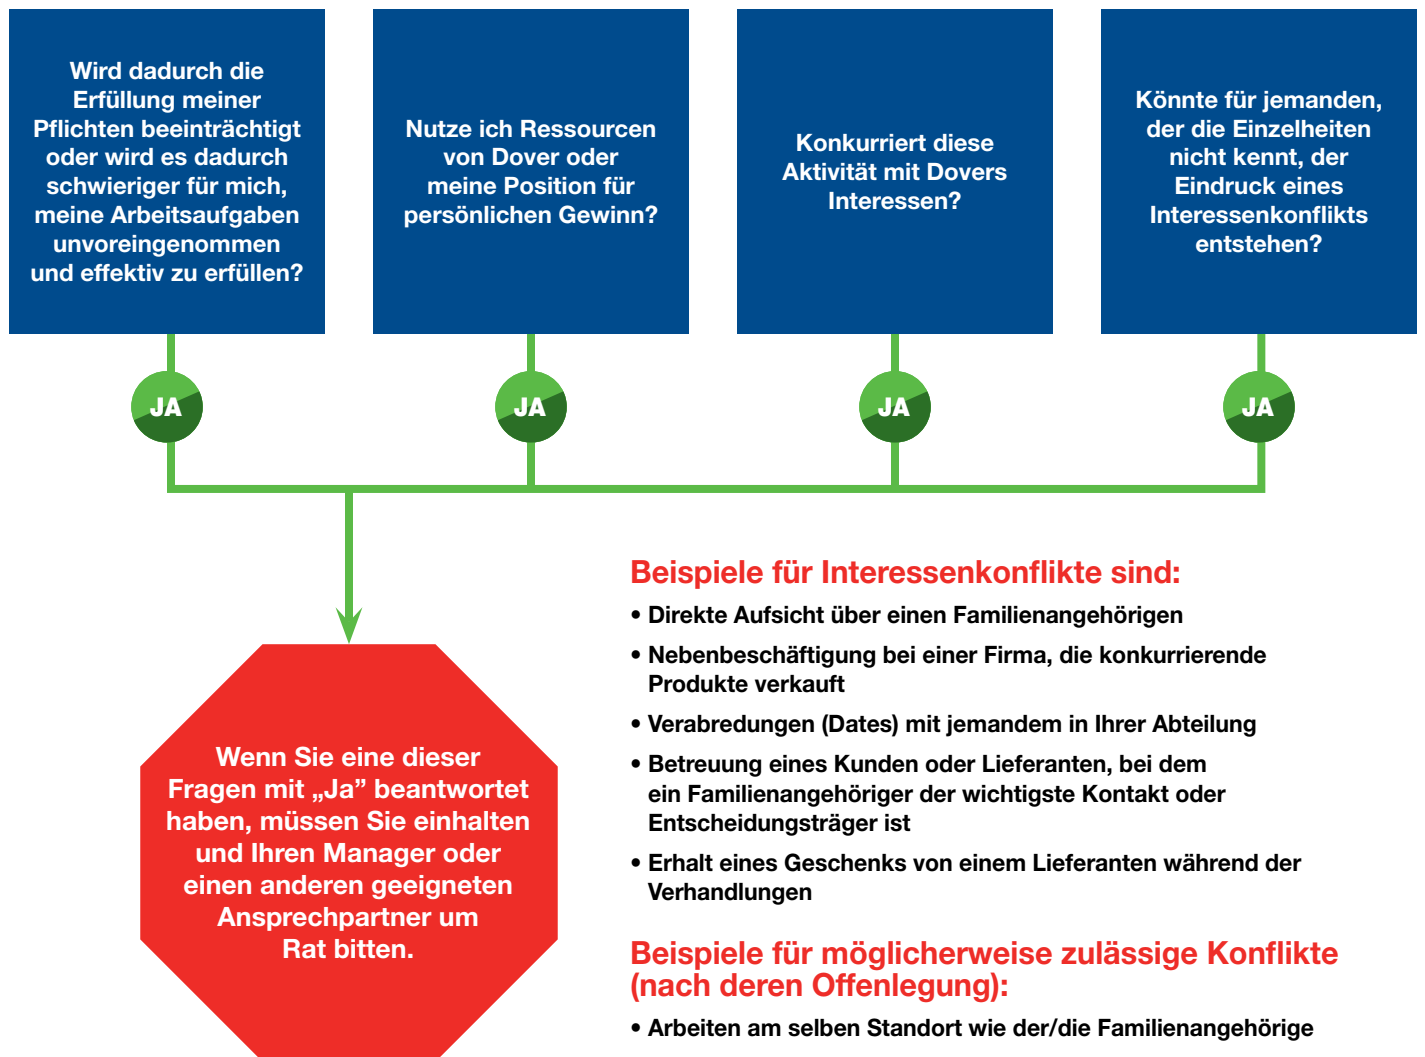 Wird dadurch die
Erfüllung meiner
Pflichten beeinträchtigt
oder wird es dadurch
schwieriger für mich,
meine Arbeitsaufgaben
unvoreingenommen
und effektiv zu erfüllen?
Nutze ich Ressourcen
von Dover oder
meine Position für
persönlichen Gewinn?
Konkurriert diese
Aktivität mit Dovers
Interessen?
Könnte für jemanden,
der die Einzelheiten
nicht kennt, der
Eindruck eines
Interessenkonflikts
entstehen?
JA
JA
JA
JA
Wenn Sie eine dieser
Fragen mit „Ja” beantwortet
haben, müssen Sie einhalten
und Ihren Manager oder
einen anderen geeigneten
Ansprechpartner um
Rat bitten.
Beispiele für Interessenkonflikte sind:
• Direkte Aufsicht über einen Familienangehörigen
• Nebenbeschäftigung bei einer Firma, die konkurrierende
Produkte verkauft
• Verabredungen (Dates) mit jemandem in Ihrer Abteilung
• Betreuung eines Kunden oder Lieferanten, bei dem
ein Familienangehöriger der wichtigste Kontakt oder
Entscheidungsträger ist
• Erhalt eines Geschenks von einem Lieferanten während der
Verhandlungen
Beispiele für möglicherweise zulässige Konflikte
(nach deren Offenlegung):
• Arbeiten am selben Standort wie der/die Familienangehörige